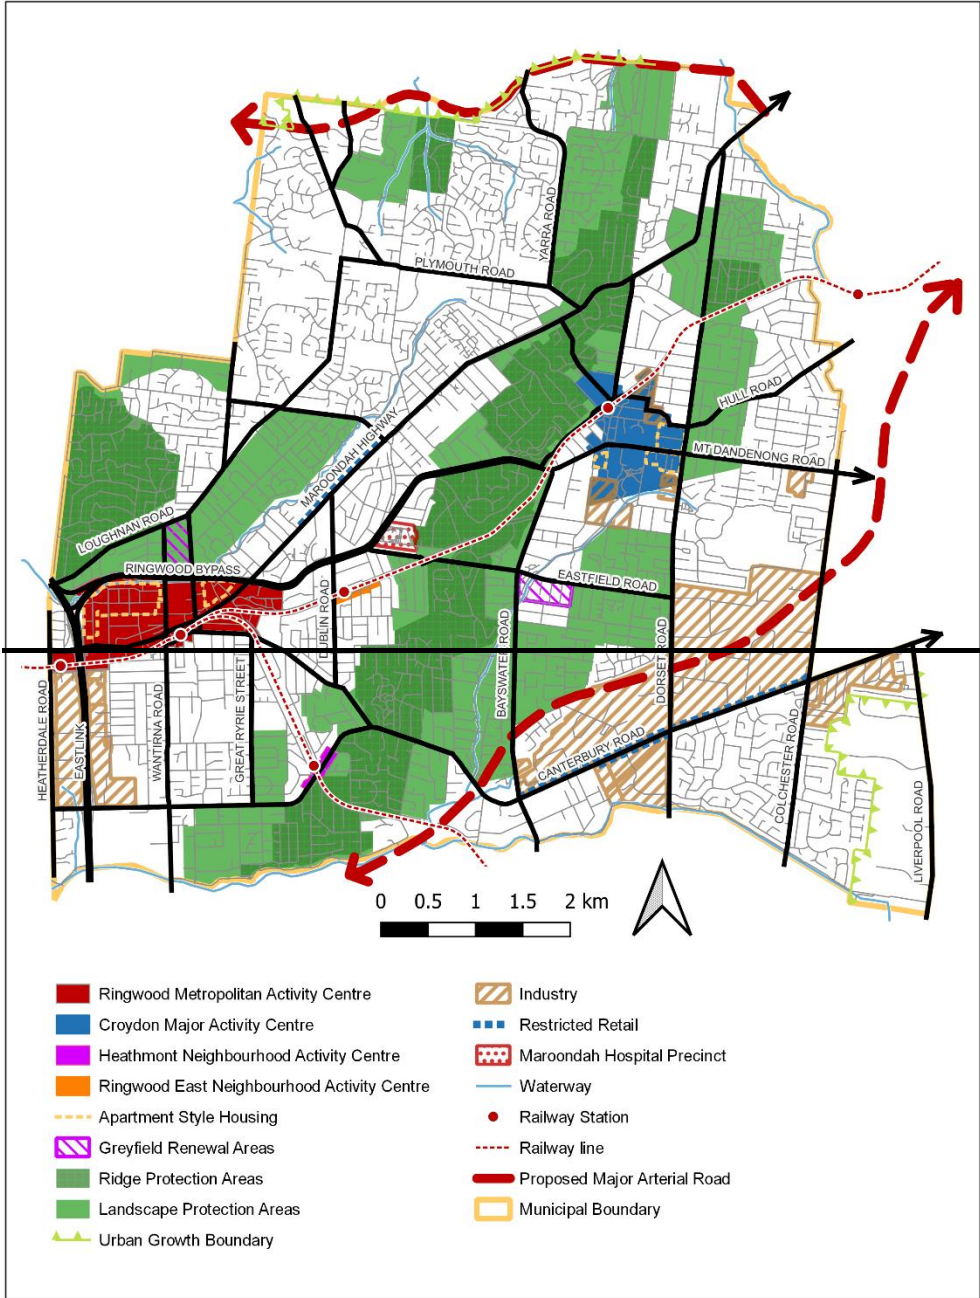 YARRA ROAD
PLYMOUTH ROAD
HULL ROAD
MAROONDAH HIGHWAY
MT DANDENONG ROAD
LOUGHNAN ROAD
RINGWOOD BYPASS
EASTFIELD ROAD
DUBLIN ROAD
BAYSWATER ROAD
DORSET ROAD
HEATHERDALE ROAD
EASTLINK
WANTIRNA ROAD
GREAT RYRIE STREET
CANTERBURY ROAD
COLCHESTER ROAD
LIVERPOOL ROAD
0 0.5 1 1.5 2 km
Ringwood Metropolitan Activity Centre
Croydon Major Activity Centre
Heathmont Neighbourhood Activity Centre
Ringwood East Neighbourhood Activity Centre
Apartment Style Housing
Greyfield Renewal Areas
Ridge Protection Areas
Landscape Protection Areas
Urban Growth Boundary
Industry
Restricted Retail
Maroondah Hospital Precinct
Waterway
Railway Station
Railway line
Proposed Major Arterial Road
Municipal Boundary